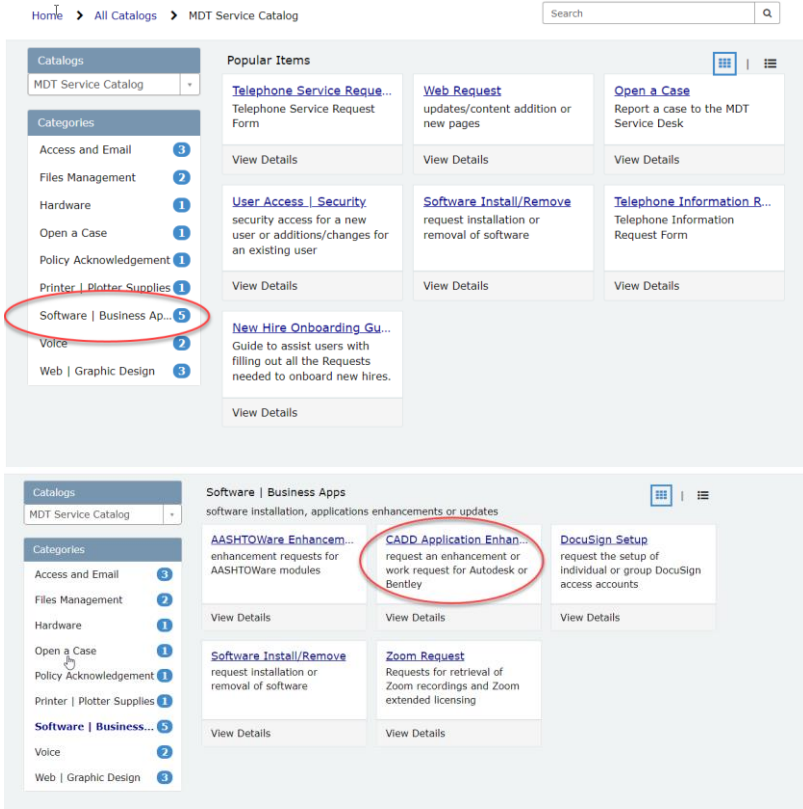 Home > All Catalogs > MDT Service Catalog
Search
Catalogs
MDT Service Catalog
Categories
Access and Email 3
Files Management 2
Hardware 1
Open a Case 1
Policy Acknowledgement 1
Printer | Plotter Supplies 1
Software | Business Ap... 5
Voice 2
Web | Graphic Design 3
Popular Items
Telephone Service Reque...
Telephone Service Request
Form
View Details
Web Request
updates/content addition or
new pages
View Details
Open a Case
Report a case to the MDT
Service Desk
View Details
User Access | Security
security access for a new
user or additions/changes for
an existing user
View Details
Software Install/Remove
request installation or
removal of software
View Details
Telephone Information R...
Telephone Information
Request Form
View Details
New Hire Onboarding Gu...
Guide to assist users with
filling out all the Requests
needed to onboard new hires.
View Details
Catalogs
MDT Service Catalog
Categories
Access and Email 3
Files Management 2
Hardware 1
Open a Case 1
Policy Acknowledgement 1
Printer | Plotter Supplies 1
Software | Business... 5
Voice 2
Web | Graphic Design 3
Software | Business Apps
software installation, applications enhancements or updates
AASHTOWare Enhancem...
enhancement requests for
AASHTOWare modules
View Details
CADD Application Enhan...
request an enhancement or
work request for Autodesk or
Bentley
View Details
DocuSign Setup
request the setup of
individual or group DocuSign
access accounts
View Details
Software Install/Remove
request installation or
removal of software
View Details
Zoom Request
Requests for retrieval of
Zoom recordings and Zoom
extended licensing
View Details